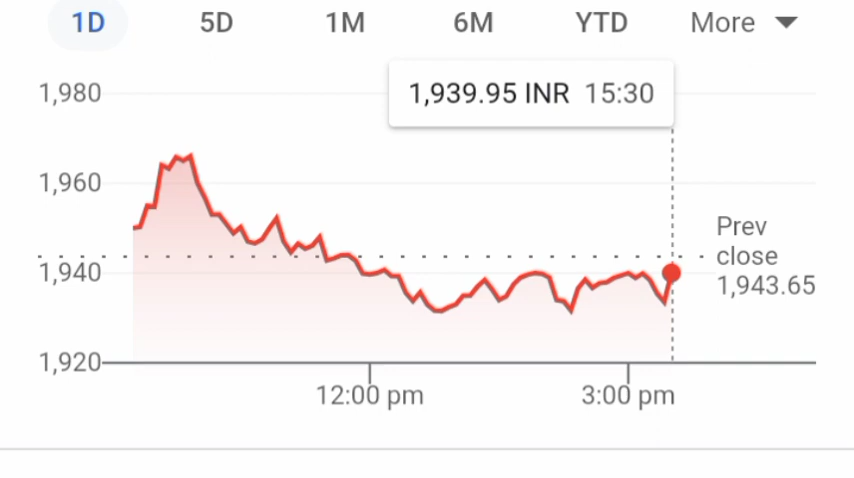 1D 5D 1M 6M YTD More
1,980
1,939.95 INR 15:30
1,960
Prev
close
1,943.65
1,940
1,920
12:00 pm 3:00 pm